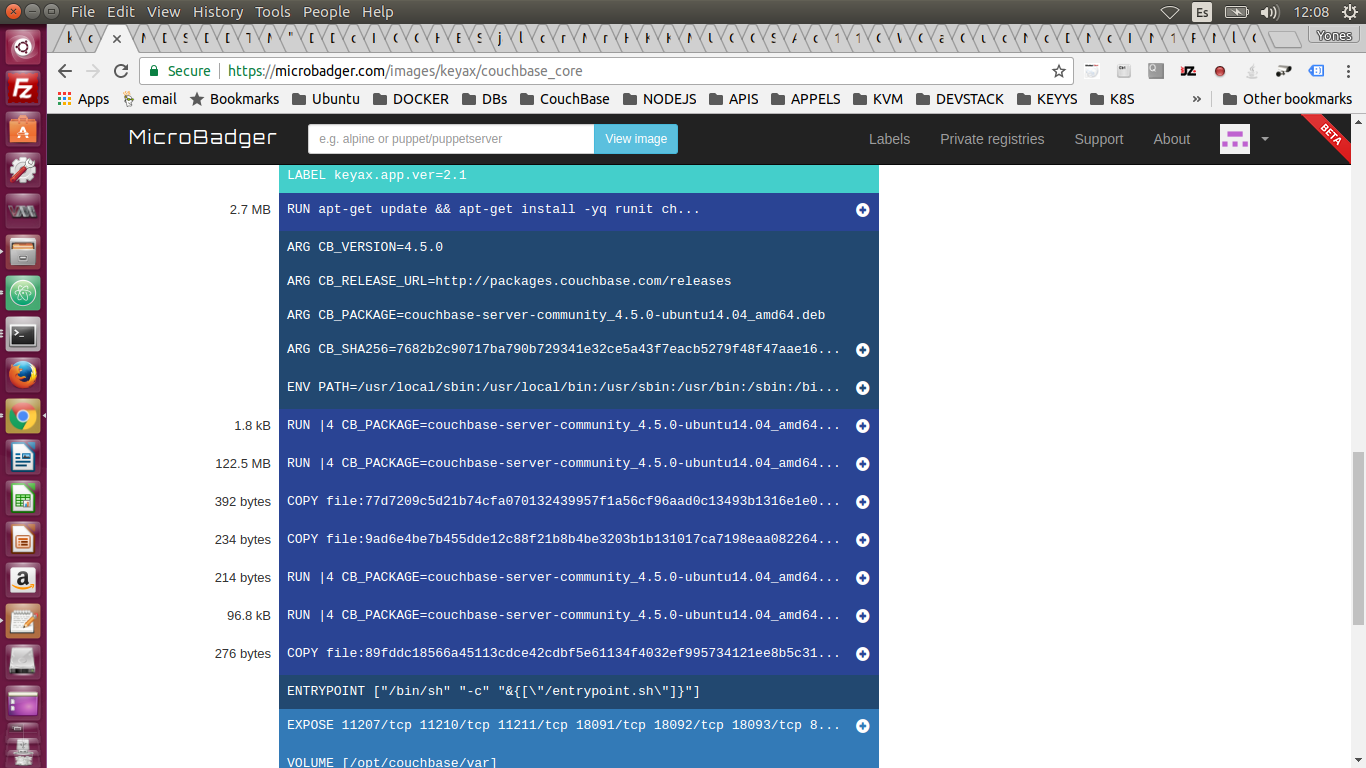 File Edit View History Tools People Help
Es 12:08
Yones
Secure https://microbadger.com/images/keyax/couchbase_core
Apps email Bookmarks Ubuntu DOCKER DBs CouchBase NODEJS APIS APPELS KVM DEVSTACK KEYYS K8S » Other bookmarks
MicroBadger e.g. alpine or puppet/puppetserver View image Labels Private registries Support About BETA
LABEL keyax.app.ver=2.1
2.7 MB RUN apt-get update && apt-get install -yq runit ch...
ARG CB_VERSION=4.5.0
ARG CB_RELEASE_URL=http://packages.couchbase.com/releases
ARG CB_PACKAGE=couchbase-server-community_4.5.0-ubuntu14.04_amd64.deb
ARG CB_SHA256=7682b2c90717ba790b729341e32ce5a43f7eacb5279f48f47aae16...
ENV PATH=/usr/local/sbin:/usr/local/bin:/usr/sbin:/usr/bin:/sbin:/bi...
1.8 kB RUN |4 CB_PACKAGE=couchbase-server-community_4.5.0-ubuntu14.04_amd64...
122.5 MB RUN |4 CB_PACKAGE=couchbase-server-community_4.5.0-ubuntu14.04_amd64...
392 bytes COPY file:77d7209c5d21b74cfa070132439957f1a56cf96aad0c13493b1316e1e0...
234 bytes COPY file:9ad6e4be7b455dde12c88f21b8b4be3203b1b131017ca7198eaa082264...
214 bytes RUN |4 CB_PACKAGE=couchbase-server-community_4.5.0-ubuntu14.04_amd64...
96.8 kB RUN |4 CB_PACKAGE=couchbase-server-community_4.5.0-ubuntu14.04_amd64...
276 bytes COPY file:89fddc18566a45113cdce42cdbf5e61134f4032ef995734121ee8b5c31...
ENTRYPOINT ["/bin/sh" "-c" "&{[\"/entrypoint.sh\"]}"]
EXPOSE 11207/tcp 11210/tcp 11211/tcp 18091/tcp 18092/tcp 18093/tcp 8...
VOLUME [/opt/couchbase/var]